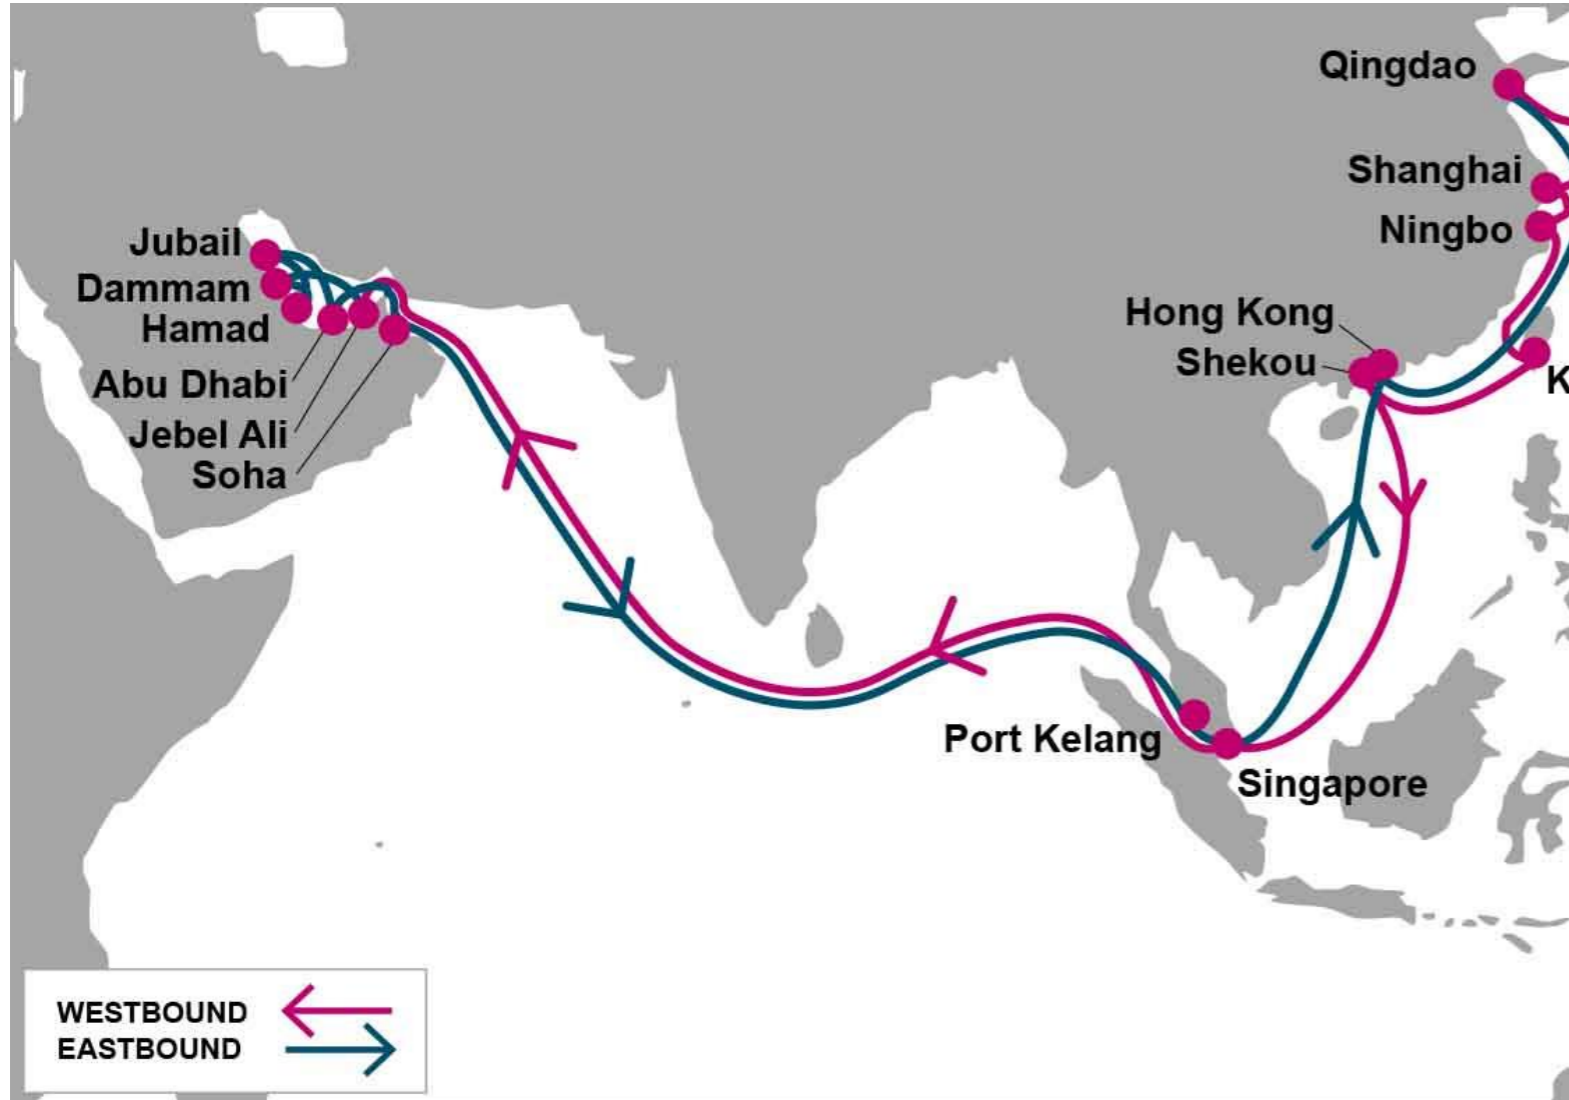 Qingdao
Shanghai
Ningbo
Jubail
Dammam
Hamad
Hong Kong
Shekou
K
Abu Dhabi
Jebel Ali
Soha
Port Kelang
Singapore
WESTBOUND
EASTBOUND